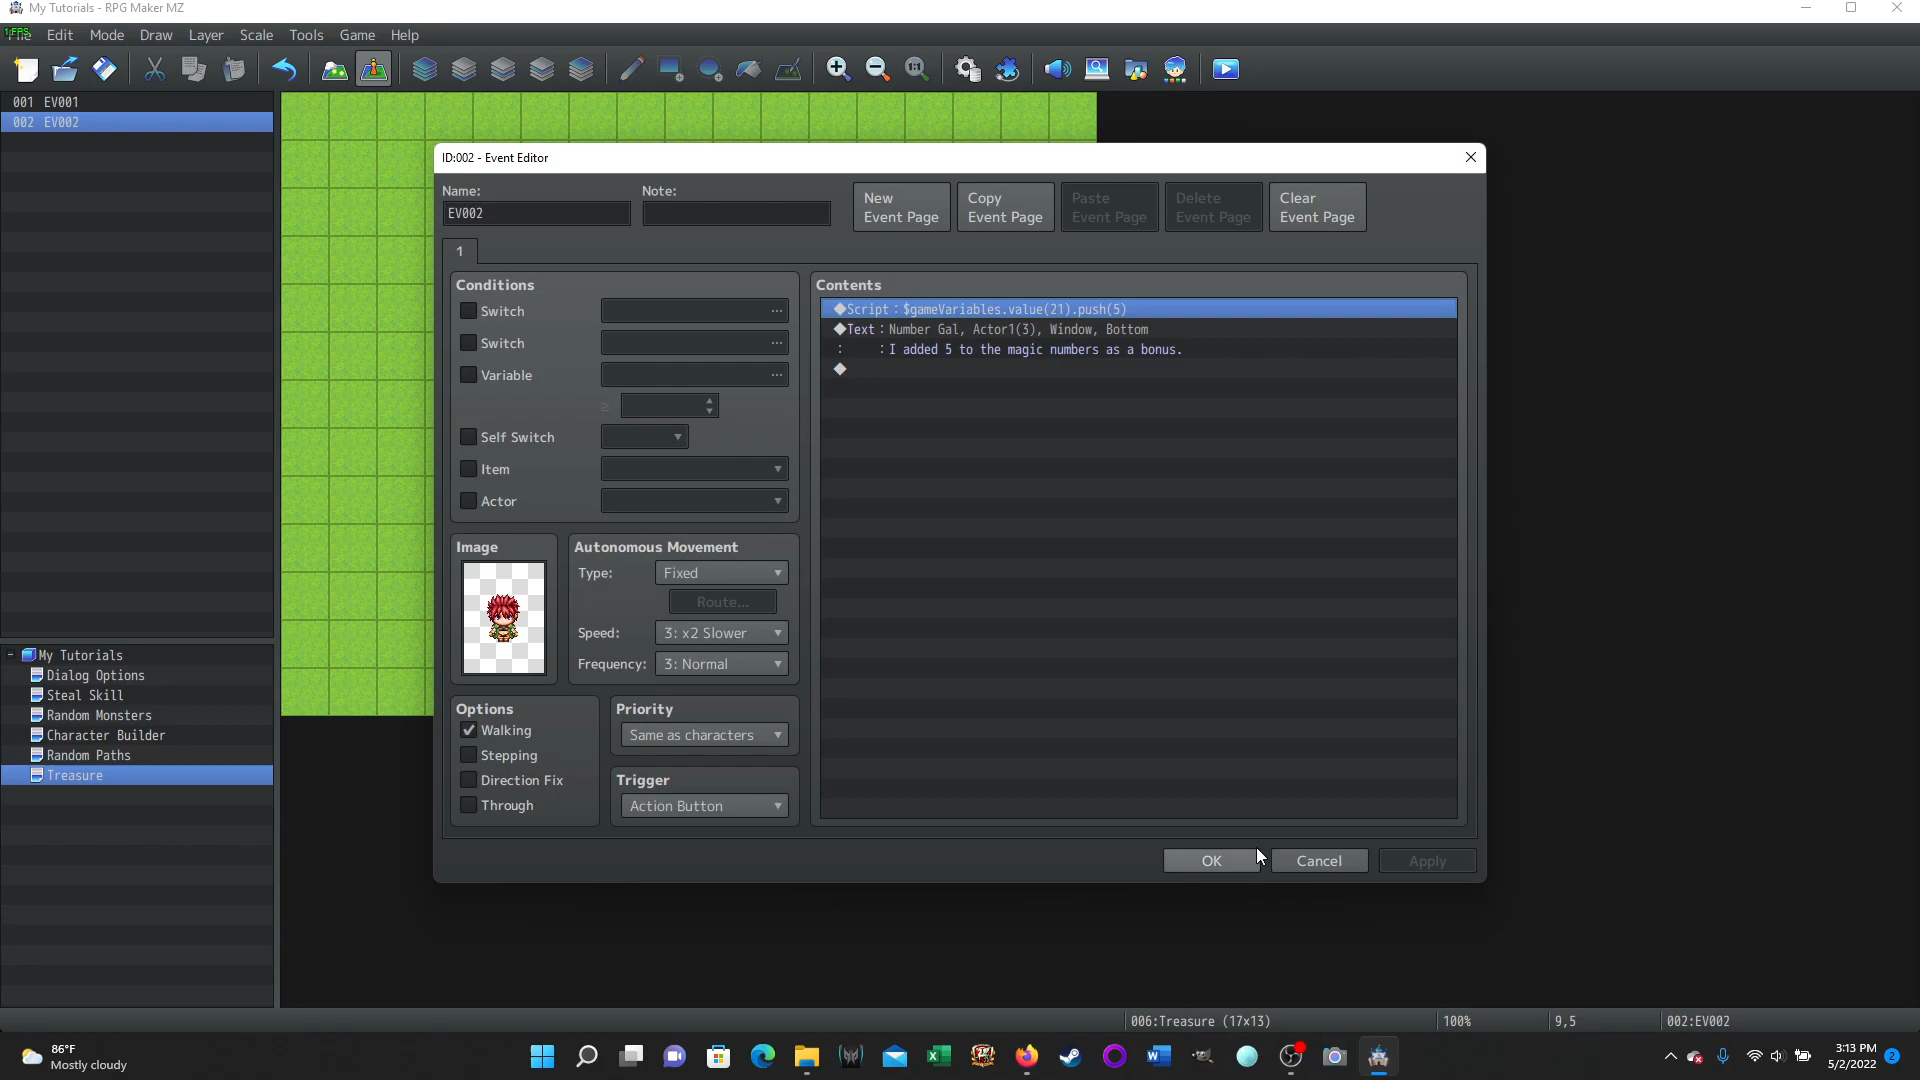 My Tutorials - RPG Maker MZ
File Edit Mode Draw Layer Scale Tools Game Help
001 EV001
002 EV002
ID:002 - Event Editor
Name:
EV002
Note:
New Event Page
Copy Event Page
Paste Event Page
Delete Event Page
Clear Event Page
1
Conditions
Switch
Switch
Variable
≥
Self Switch
Item
Actor
Image
Autonomous Movement
Type: Fixed
Route...
Speed: 3: x2 Slower
Frequency: 3: Normal
Options
Walking
Stepping
Direction Fix
Through
Priority
Same as characters
Trigger
Action Button
Contents
◆Script : $gameVariables.value(21).push(5)
◆Text : Number Gal, Actor1(3), Window, Bottom
: : I added 5 to the magic numbers as a bonus.
◆
OK
Cancel
Apply
My Tutorials
Dialog Options
Steal Skill
Random Monsters
Character Builder
Random Paths
Treasure
006:Treasure (17x13)
100%
9,5
002:EV002
86°F
Mostly cloudy
3:13 PM
5/2/2022
2